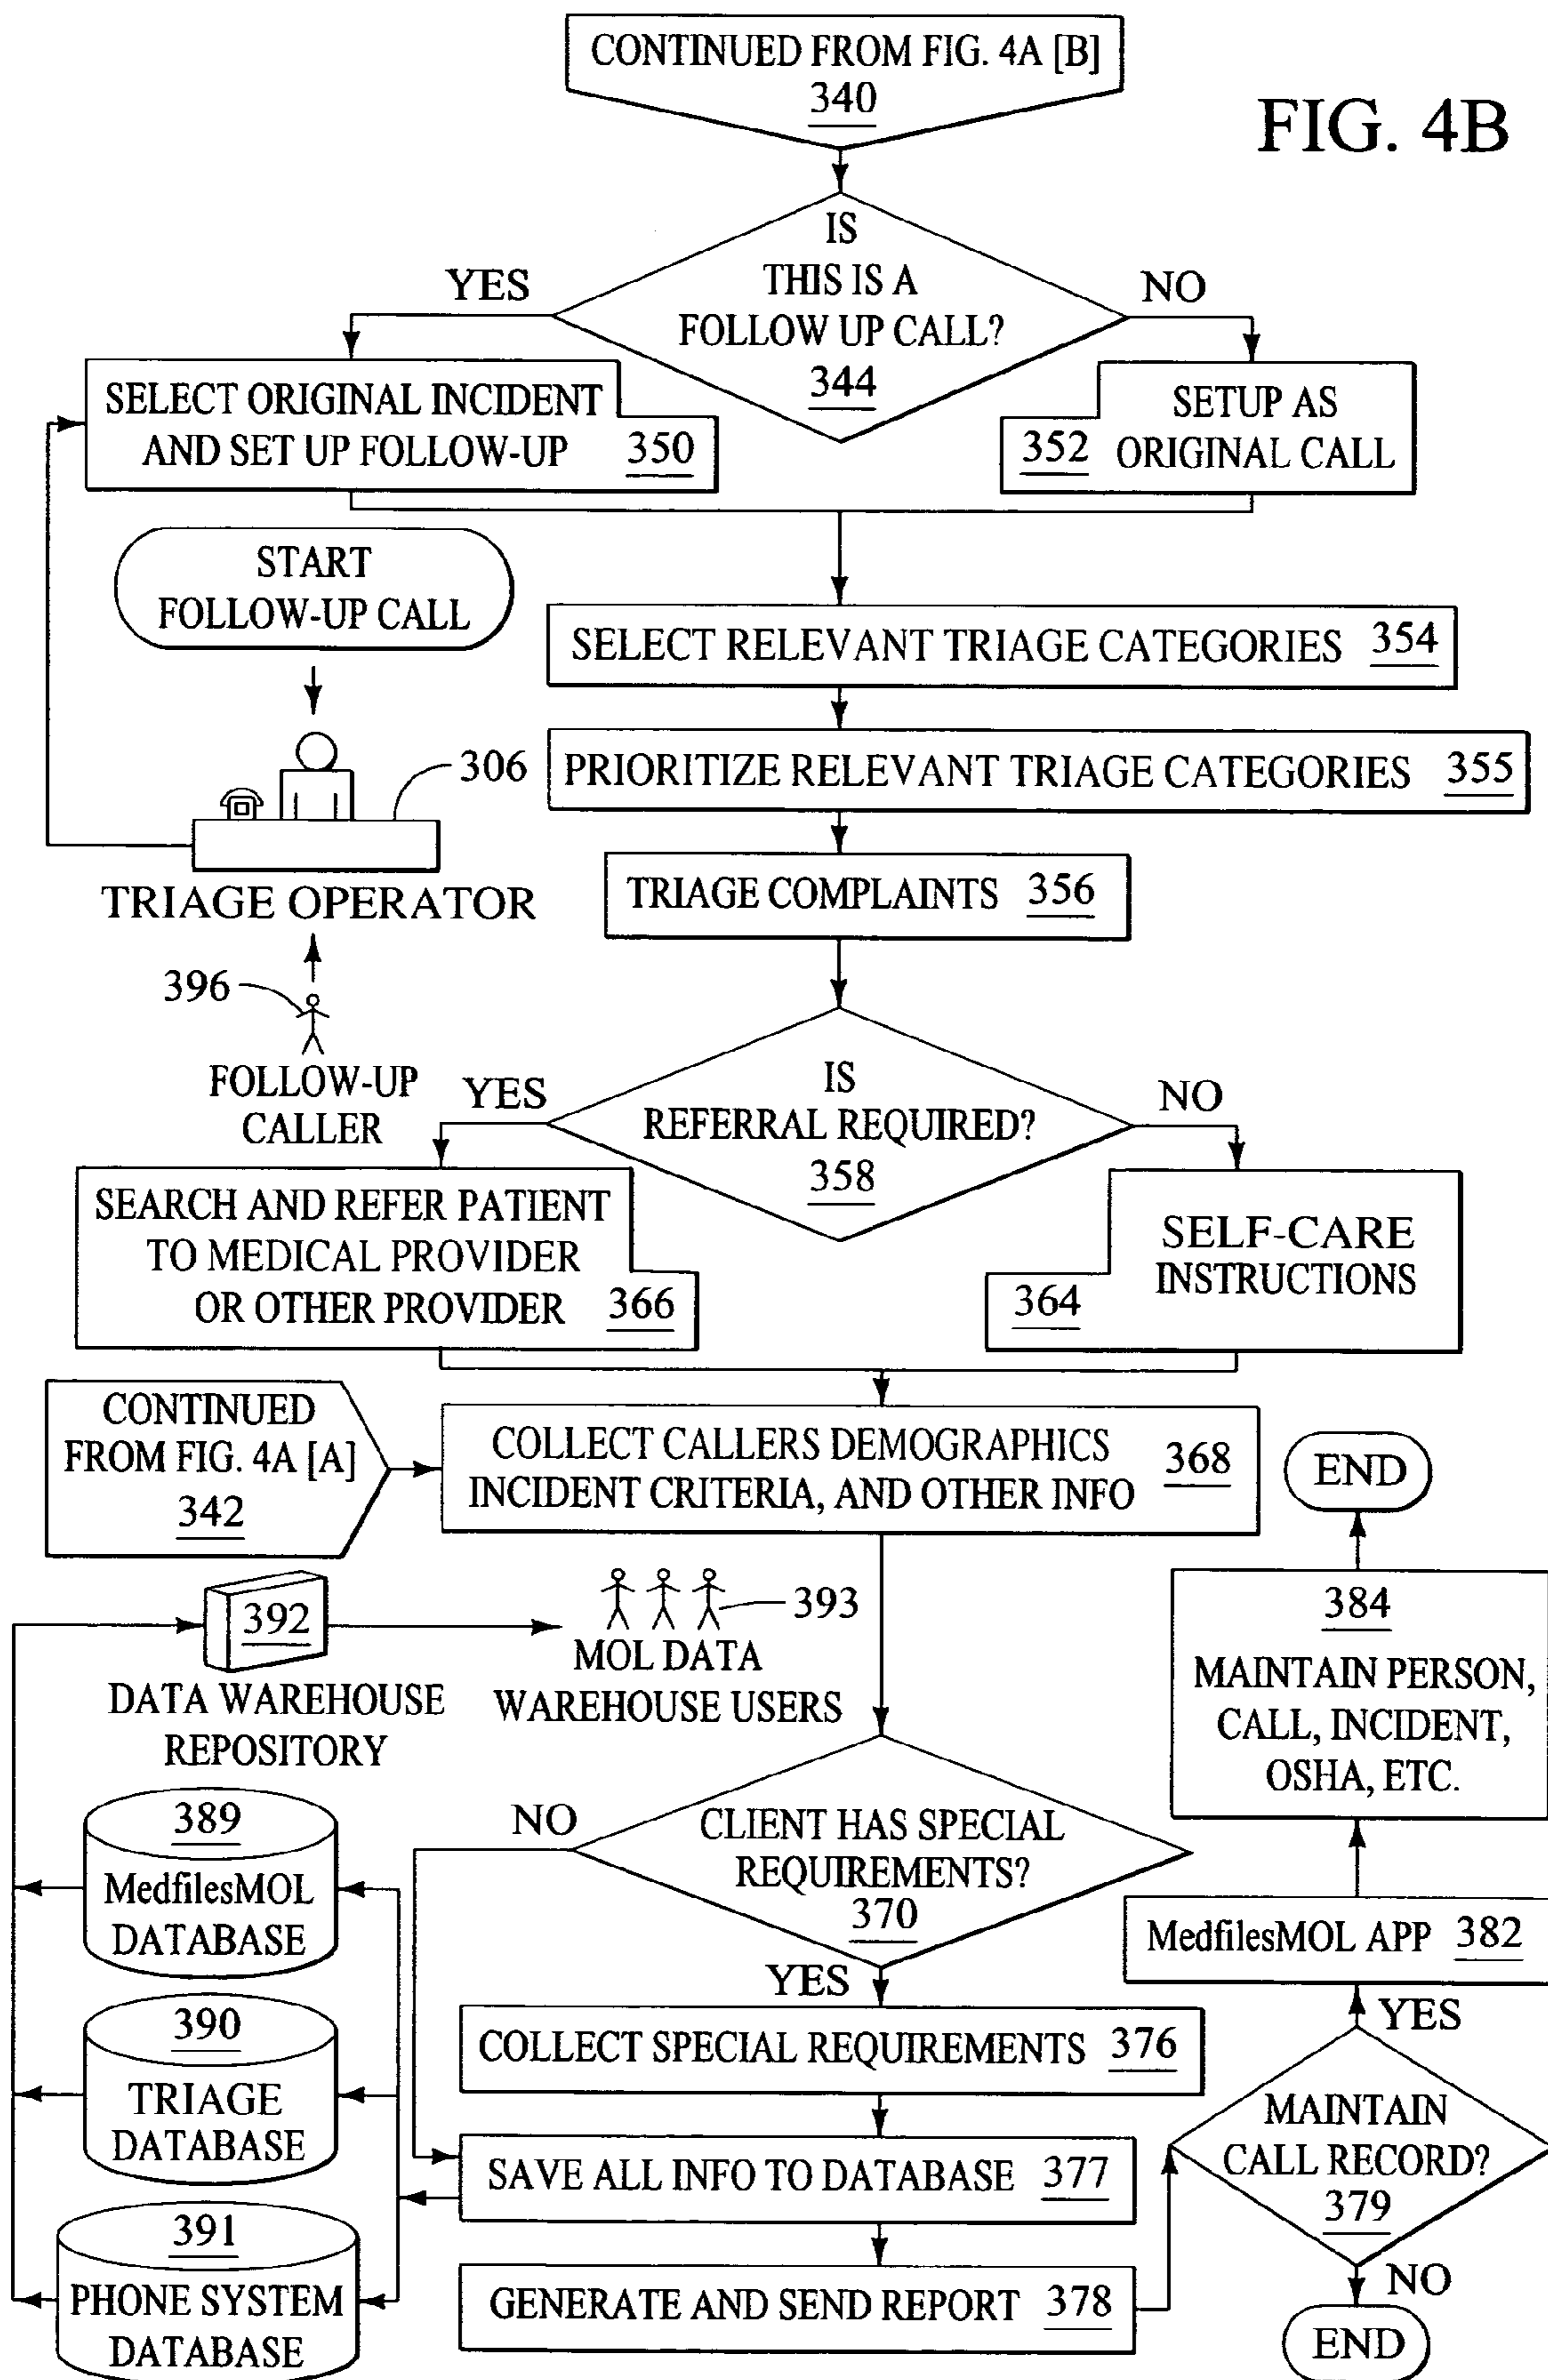 CONTINUED FROM FIG. 4A [B]
340
FIG. 4B
IS
THIS IS A
FOLLOW UP CALL?
344
YES
NO
SELECT ORIGINAL INCIDENT
AND SET UP FOLLOW-UP 350
SETUP AS
352 ORIGINAL CALL
START
FOLLOW-UP CALL
SELECT RELEVANT TRIAGE CATEGORIES 354
PRIORITIZE RELEVANT TRIAGE CATEGORIES 355
306
TRIAGE OPERATOR
TRIAGE COMPLAINTS 356
396
FOLLOW-UP
CALLER
IS
REFERRAL REQUIRED?
358
YES
NO
SEARCH AND REFER PATIENT
TO MEDICAL PROVIDER
OR OTHER PROVIDER 366
SELF-CARE
INSTRUCTIONS
364
CONTINUED
FROM FIG. 4A [A]
342
COLLECT CALLERS DEMOGRAPHICS
INCIDENT CRITERIA, AND OTHER INFO 368
END
392
DATA WAREHOUSE
REPOSITORY
393
MOL DATA
WAREHOUSE USERS
384
MAINTAIN PERSON,
CALL, INCIDENT,
OSHA, ETC.
389
MedfilesMOL
DATABASE
NO
CLIENT HAS SPECIAL
REQUIREMENTS?
370
YES
MedfilesMOL APP 382
YES
390
TRIAGE
DATABASE
COLLECT SPECIAL REQUIREMENTS 376
MAINTAIN
CALL RECORD?
379
SAVE ALL INFO TO DATABASE 377
391
PHONE SYSTEM
DATABASE
GENERATE AND SEND REPORT 378
NO
END